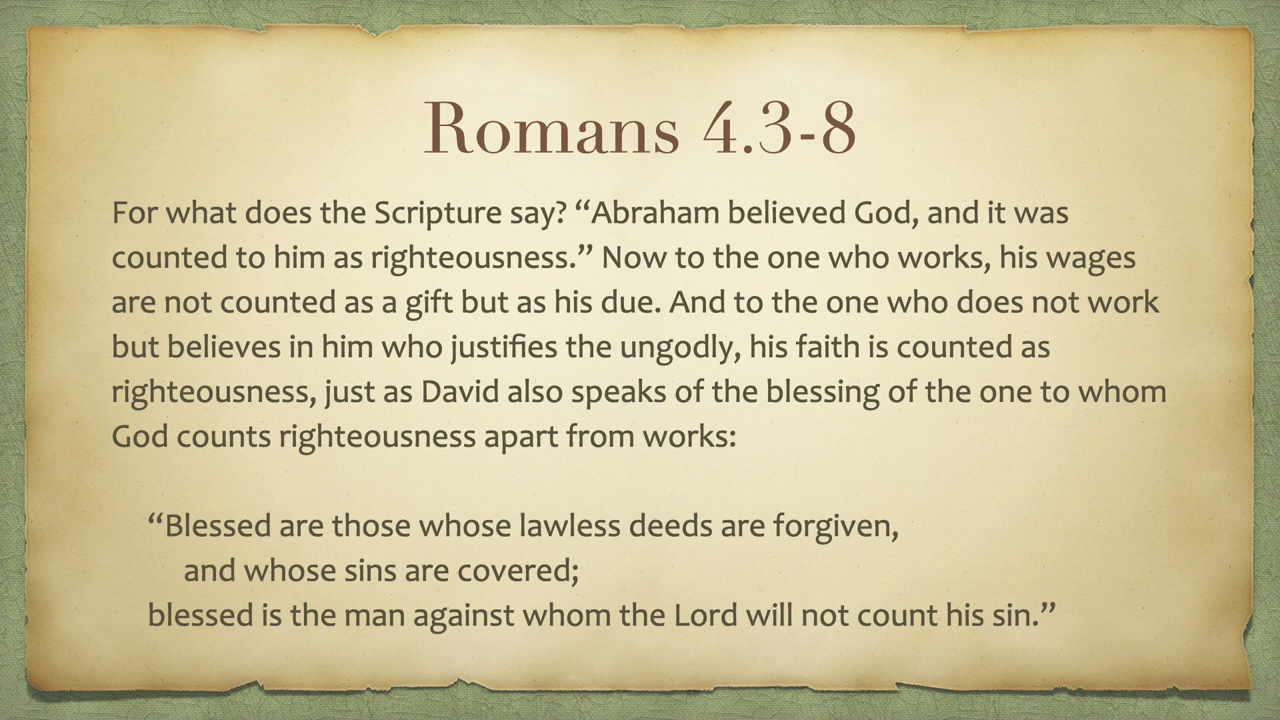 Romans 4.3-8
For what does the Scripture say? “Abraham believed God, and it was
counted to him as righteousness.” Now to the one who works, his wages
are not counted as a gift but as his due. And to the one who does not work
but believes in him who justifies the ungodly, his faith is counted as
righteousness, just as David also speaks of the blessing of the one to whom
God counts righteousness apart from works:
“Blessed are those whose lawless deeds are forgiven,
and whose sins are covered;
blessed is the man against whom the Lord will not count his sin.”